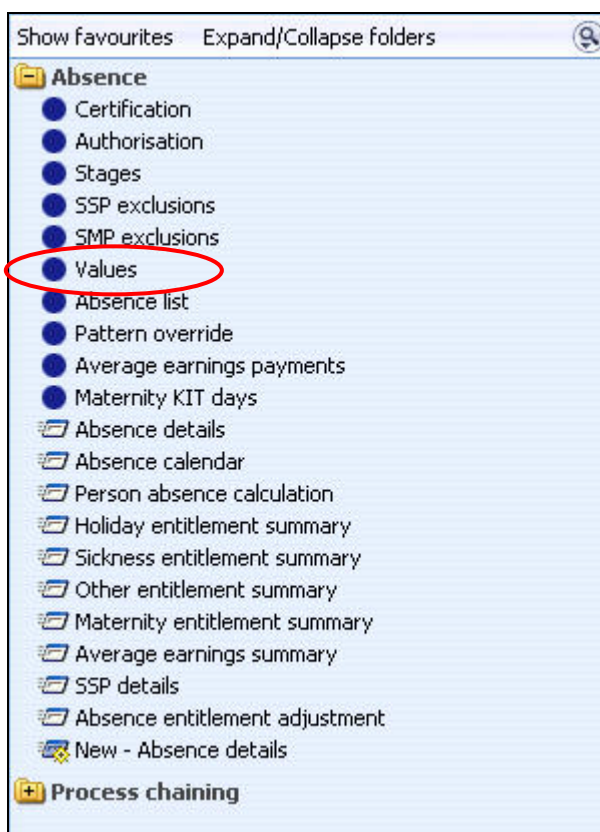 Show favourites Expand/Collapse folders
Absence
Certification
Authorisation
Stages
SSP exclusions
SMP exclusions
Values
Absence list
Pattern override
Average earnings payments
Maternity KIT days
Absence details
Absence calendar
Person absence calculation
Holiday entitlement summary
Sickness entitlement summary
Other entitlement summary
Maternity entitlement summary
Average earnings summary
SSP details
Absence entitlement adjustment
New - Absence details
Process chaining